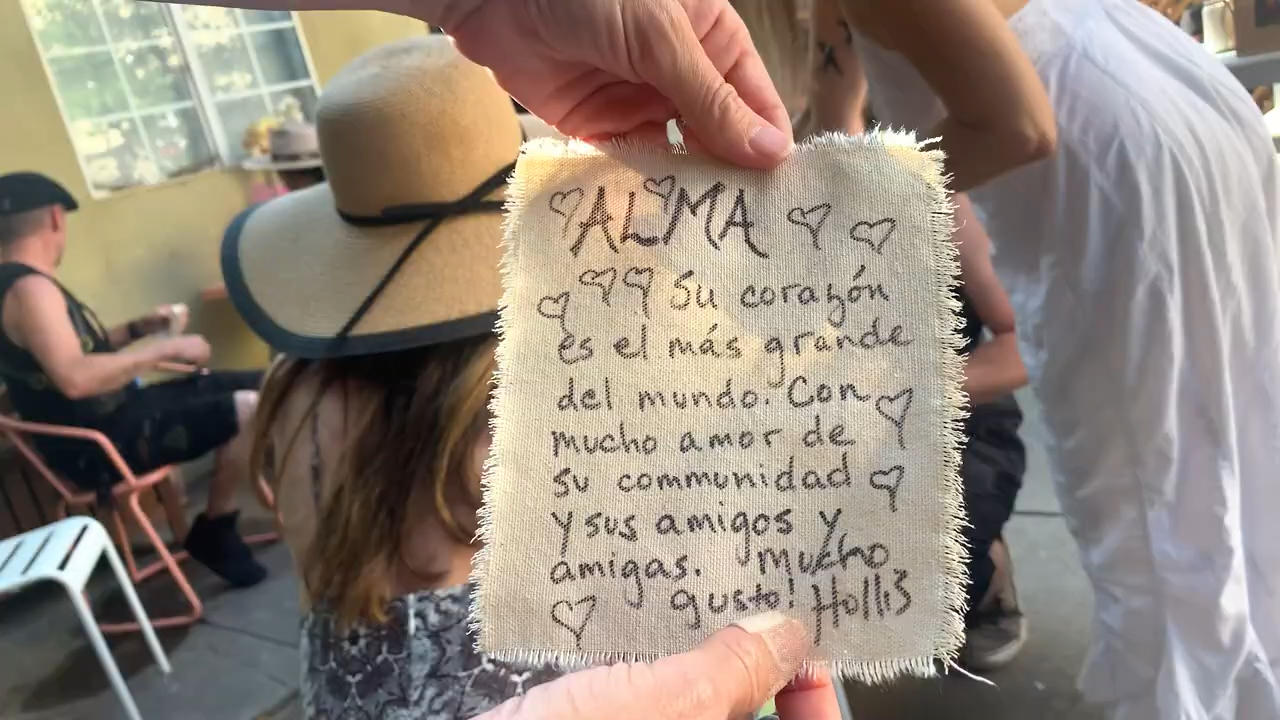 ALMA
Su corazón
es el más grande
del mundo. Con
mucho amor de
su communidad
y sus amigos y
amigas. Mucho
gusto! Hollis